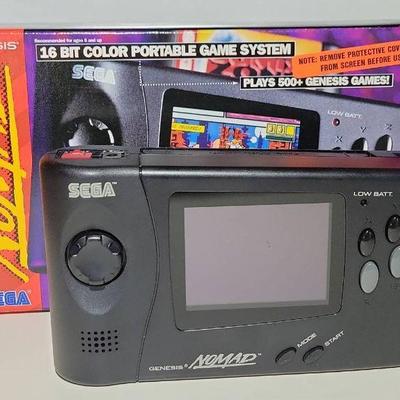 Recommended for ages 6 and up
16 BIT COLOR PORTABLE GAME SYSTEM
NOTE: REMOVE PROTECTIVE COV
FROM SCREEN BEFORE US
PLAYS 500+ GENESIS GAMES!
SEGA
LOW BATT.
SEGA
LOW BATT.
SEGA
MODE
START
GENESIS NOMAD